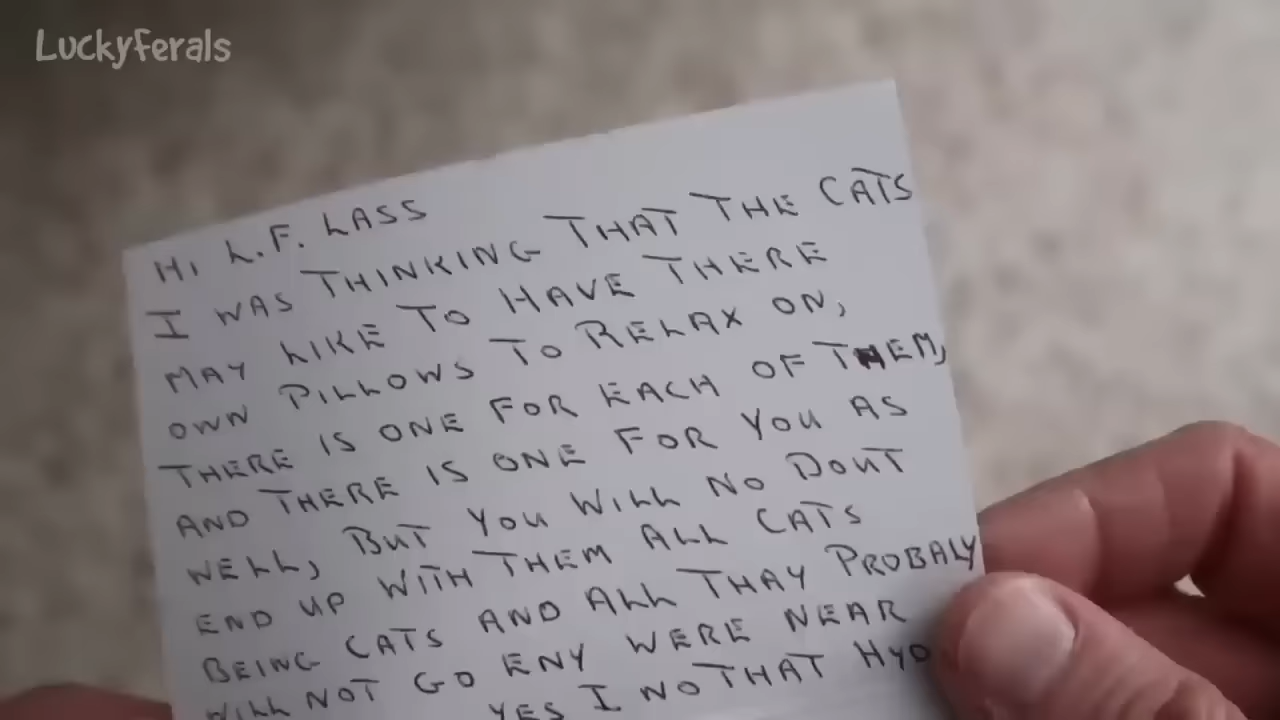 Luckyferals
HI L.F. LASS
I WAS THINKING THAT THE CATS
MAY LIKE TO HAVE THERE
OWN PILLOWS TO RELAX ON,
THERE IS ONE FOR EACH OF THEM,
AND THERE IS ONE FOR YOU AS
WELL, BUT YOU WILL NO DOUT
END UP WITH THEM ALL CATS
BEING CATS AND ALL THAY PROBALY
WILL NOT GO ENY WERE NEAR
YES I NO THAT